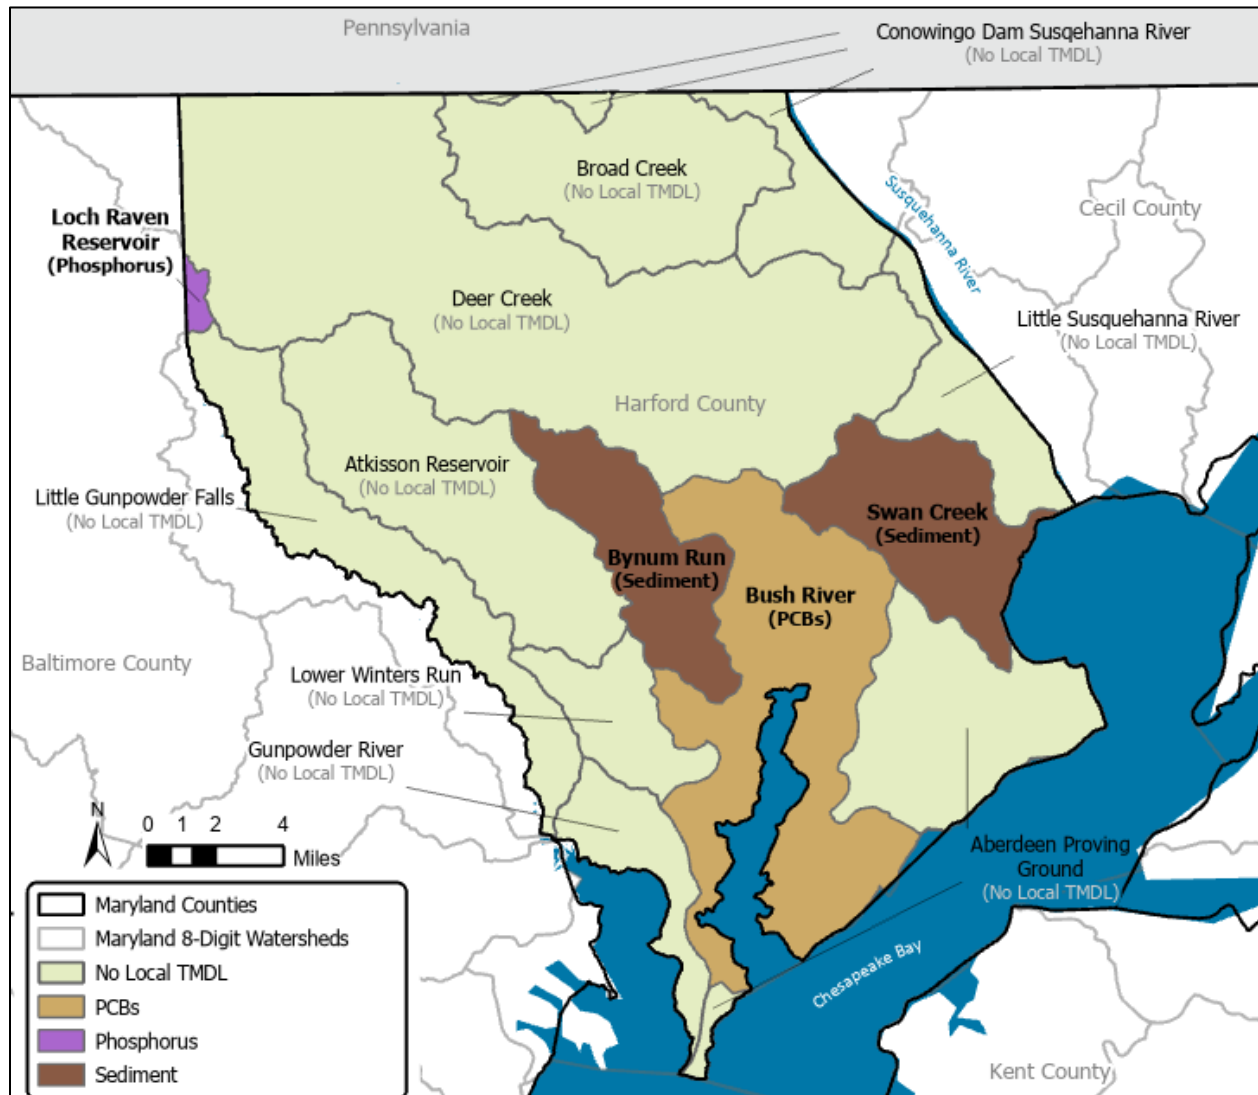 Pennsylvania
Conowingo Dam Susqehanna River
(No Local TMDL)
Broad Creek
(No Local TMDL)
Susquehanna River
Cecil County
Loch Raven
Reservoir
(Phosphorus)
Deer Creek
(No Local TMDL)
Little Susquehanna River
(No Local TMDL)
Harford County
Atkisson Reservoir
(No Local TMDL)
Little Gunpowder Falls
(No Local TMDL)
Swan Creek
(Sediment)
Bynum Run
(Sediment)
Bush River
(PCBs)
Baltimore County
Lower Winters Run
(No Local TMDL)
Gunpowder River
(No Local TMDL)
N
0 1 2 4
Miles
Aberdeen Proving
Ground
(No Local TMDL)
Chesapeake Bay
Kent County
Maryland Counties
Maryland 8-Digit Watersheds
No Local TMDL
PCBs
Phosphorus
Sediment